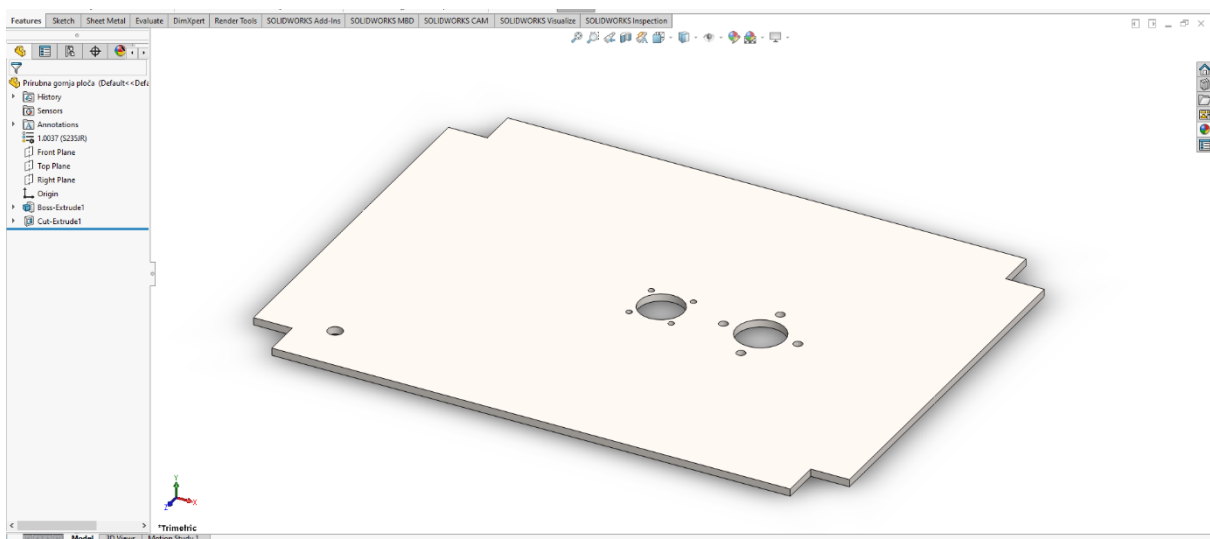 Features Sketch Sheet Metal Evaluate DimXpert Render Tools SOLIDWORKS Add-Ins SOLIDWORKS MBD SOLIDWORKS CAM SOLIDWORKS Visualize SOLIDWORKS Inspection
Prirubna gornja ploča (Default<<Defa
History
Sensors
Annotations
1.0037 (S235JR)
Front Plane
Top Plane
Right Plane
Origin
Boss-Extrude1
Cut-Extrude1
Y
X
Z
*Trimetric
Model 3D Views Motion Study 1